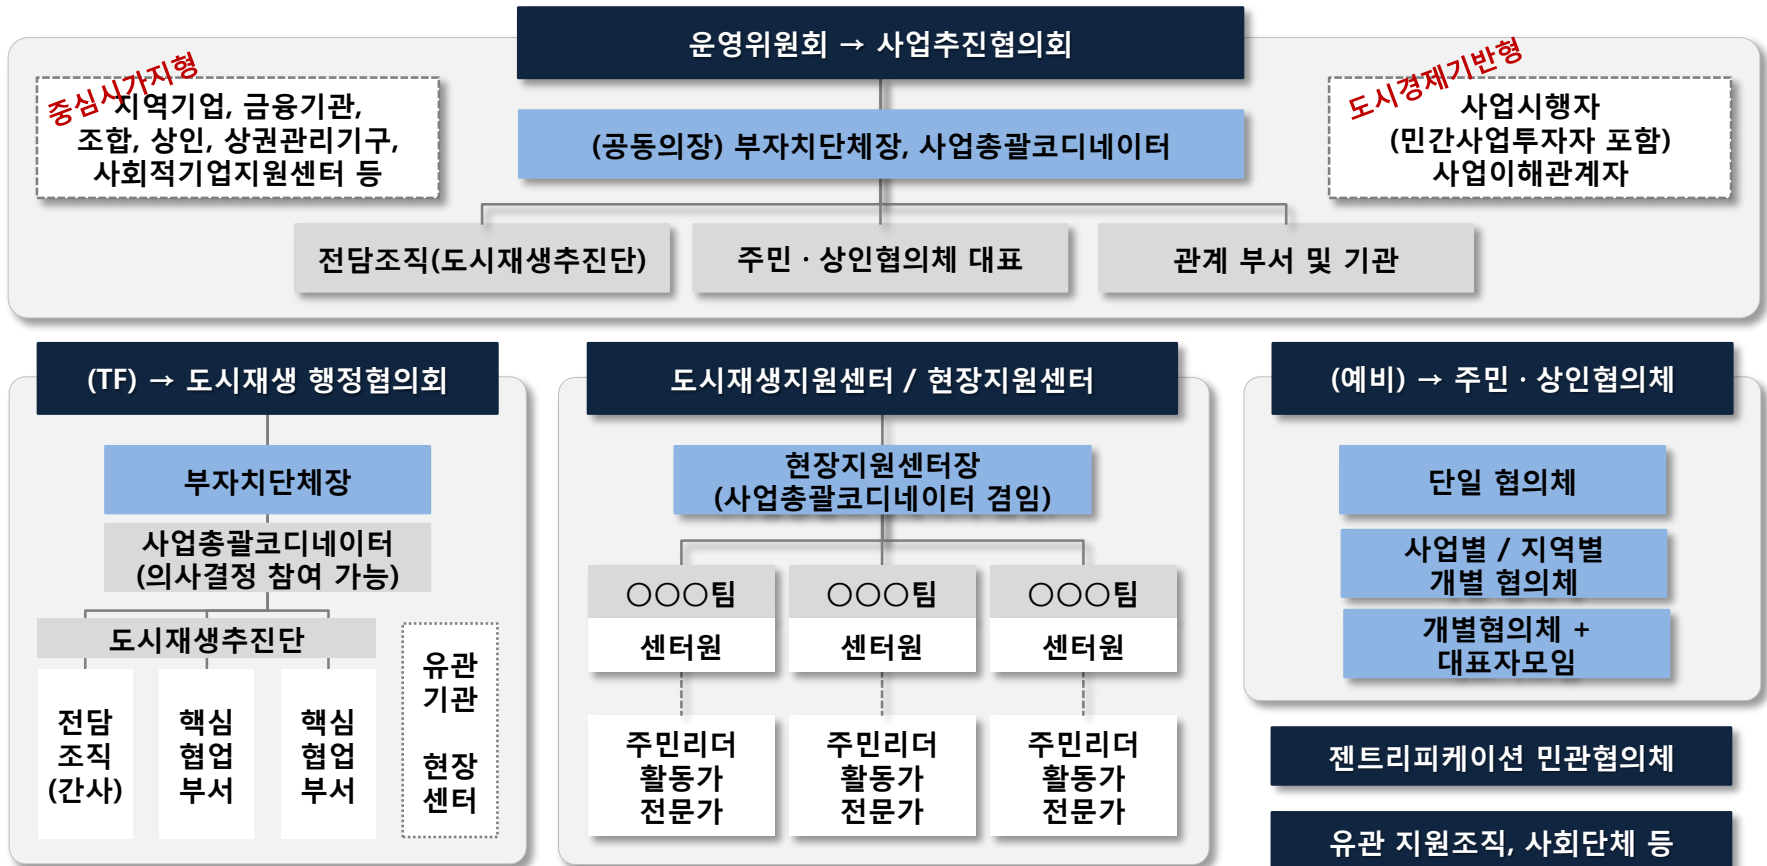 운영위원회 → 사업추진협의회
중심시가지형
지역기업, 금융기관,
조합, 상인, 상권관리기구,
사회적기업지원센터 등
(공동의장) 부자치단체장, 사업총괄코디네이터
도시경제기반형
사업시행자
(민간사업투자자 포함)
사업이해관계자
전담조직(도시재생추진단)
주민 · 상인협의체 대표
관계 부서 및 기관
(TF) → 도시재생 행정협의회
부자치단체장
사업총괄코디네이터
(의사결정 참여 가능)
도시재생추진단
전담
조직
(간사)
핵심
협업
부서
핵심
협업
부서
유관
기관
현장
센터
도시재생지원센터 / 현장지원센터
현장지원센터장
(사업총괄코디네이터 겸임)
○○○팀
○○○팀
○○○팀
센터원
센터원
센터원
주민리더
활동가
전문가
주민리더
활동가
전문가
주민리더
활동가
전문가
(예비) → 주민 · 상인협의체
단일 협의체
사업별 / 지역별
개별 협의체
개별협의체 +
대표자모임
젠트리피케이션 민관협의체
유관 지원조직, 사회단체 등